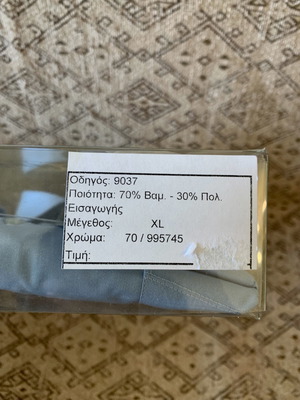 Οδηγός: 9037
Ποιότητα: 70% Βαμ. - 30% Πολ.
Εισαγωγής
Μέγεθος: XL
Χρώμα: 70 / 995745
Τιμή: